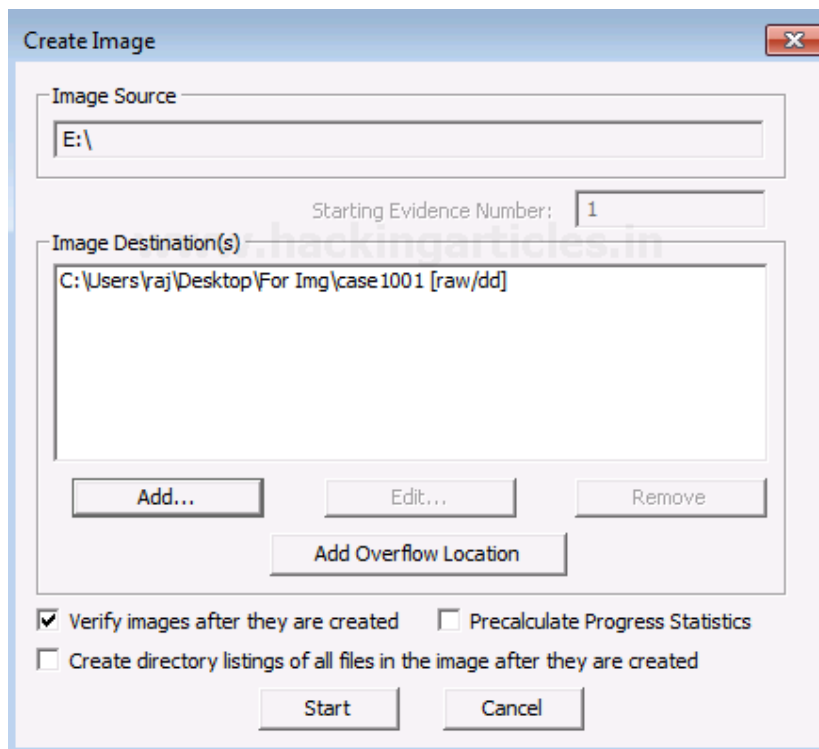 Create Image
Image Source
E:\
Starting Evidence Number: 1
www.hackingarticles.in
Image Destination(s)
C:\Users\raj\Desktop\For Img\case1001 [raw/dd]
Add... Edit... Remove
Add Overflow Location
Verify images after they are created Precalculate Progress Statistics
Create directory listings of all files in the image after they are created
Start Cancel